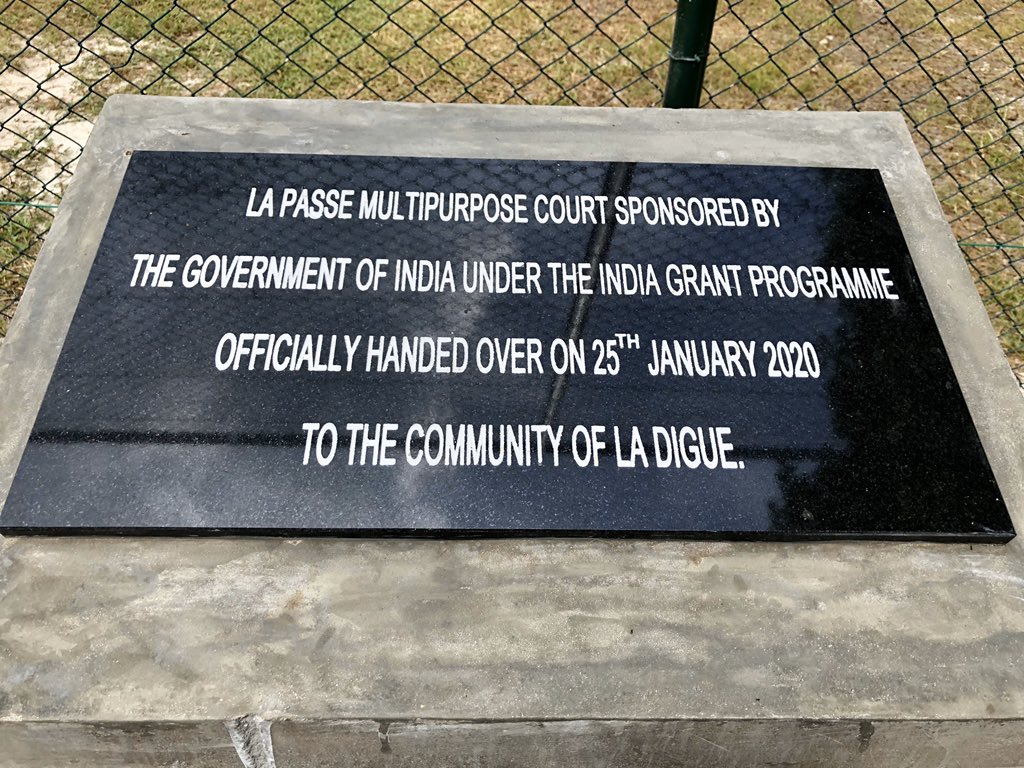 LA PASSE MULTIPURPOSE COURT SPONSORED BY
THE GOVERNMENT OF INDIA UNDER THE INDIA GRANT PROGRAMME
OFFICIALLY HANDED OVER ON 25TH JANUARY 2020
TO THE COMMUNITY OF LA DIGUE.